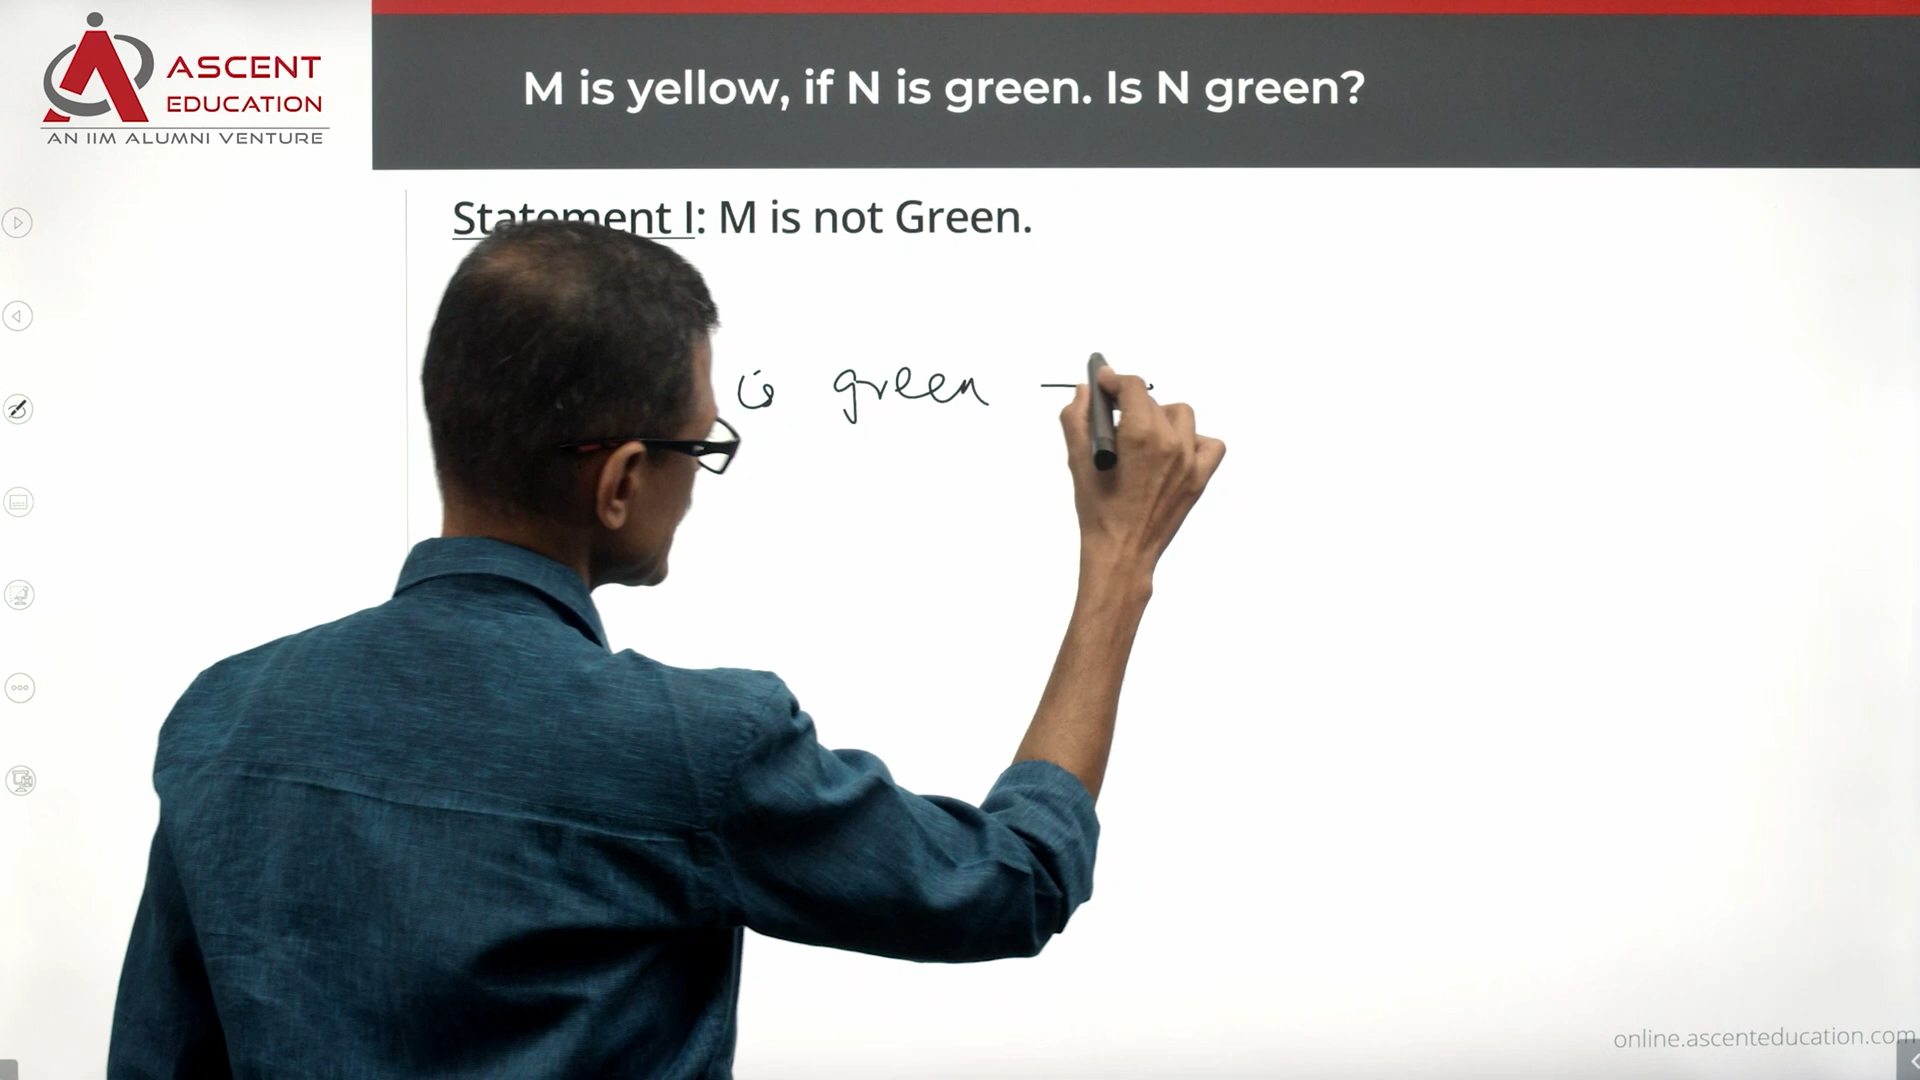 ASCENT
EDUCATION
AN IIM ALUMNI VENTURE
M is yellow, if N is green. Is N green?
Statement I: M is not Green.
is green
online.ascenteducation.com